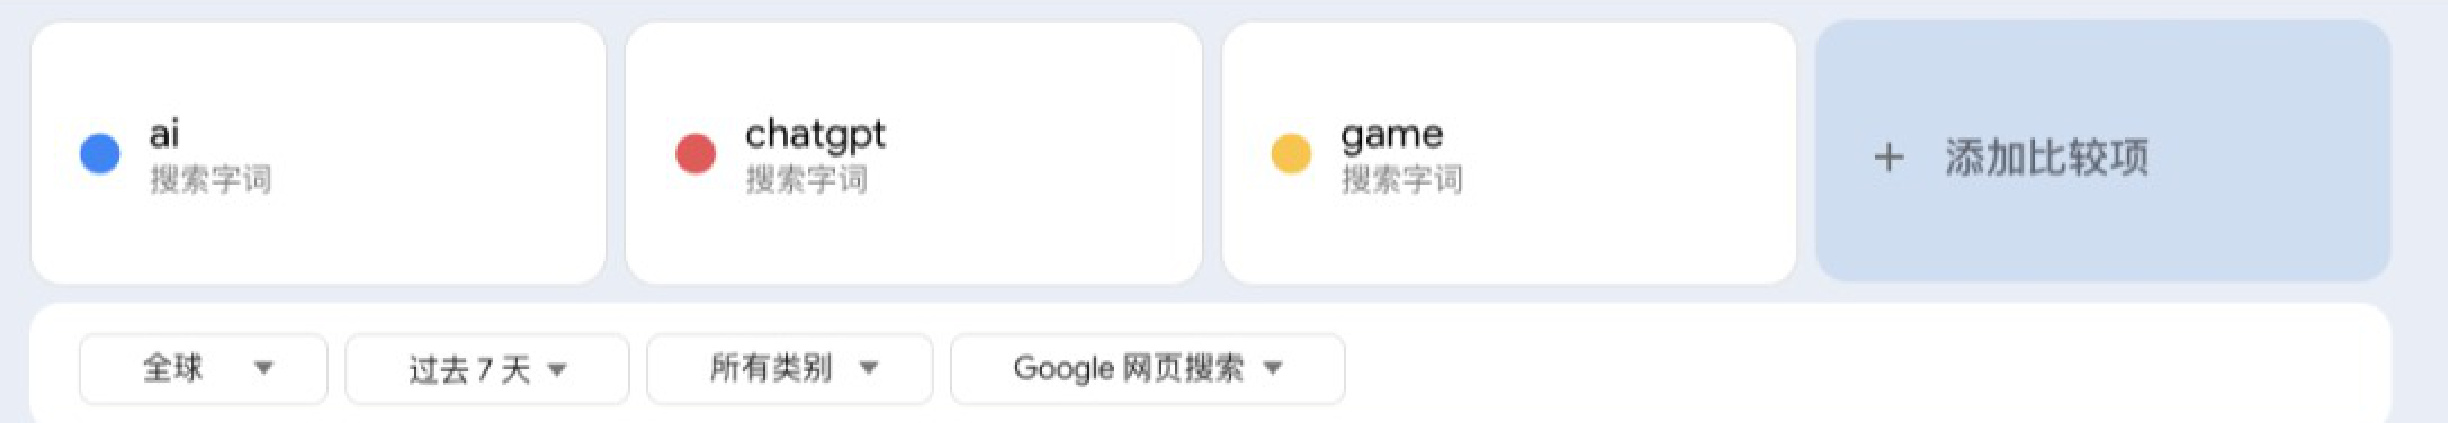 ai
搜索字词
chatgpt
搜索字词
game
搜索字词
+ 添加比较项
全球
过去 7 天
所有类别
Google 网页搜索